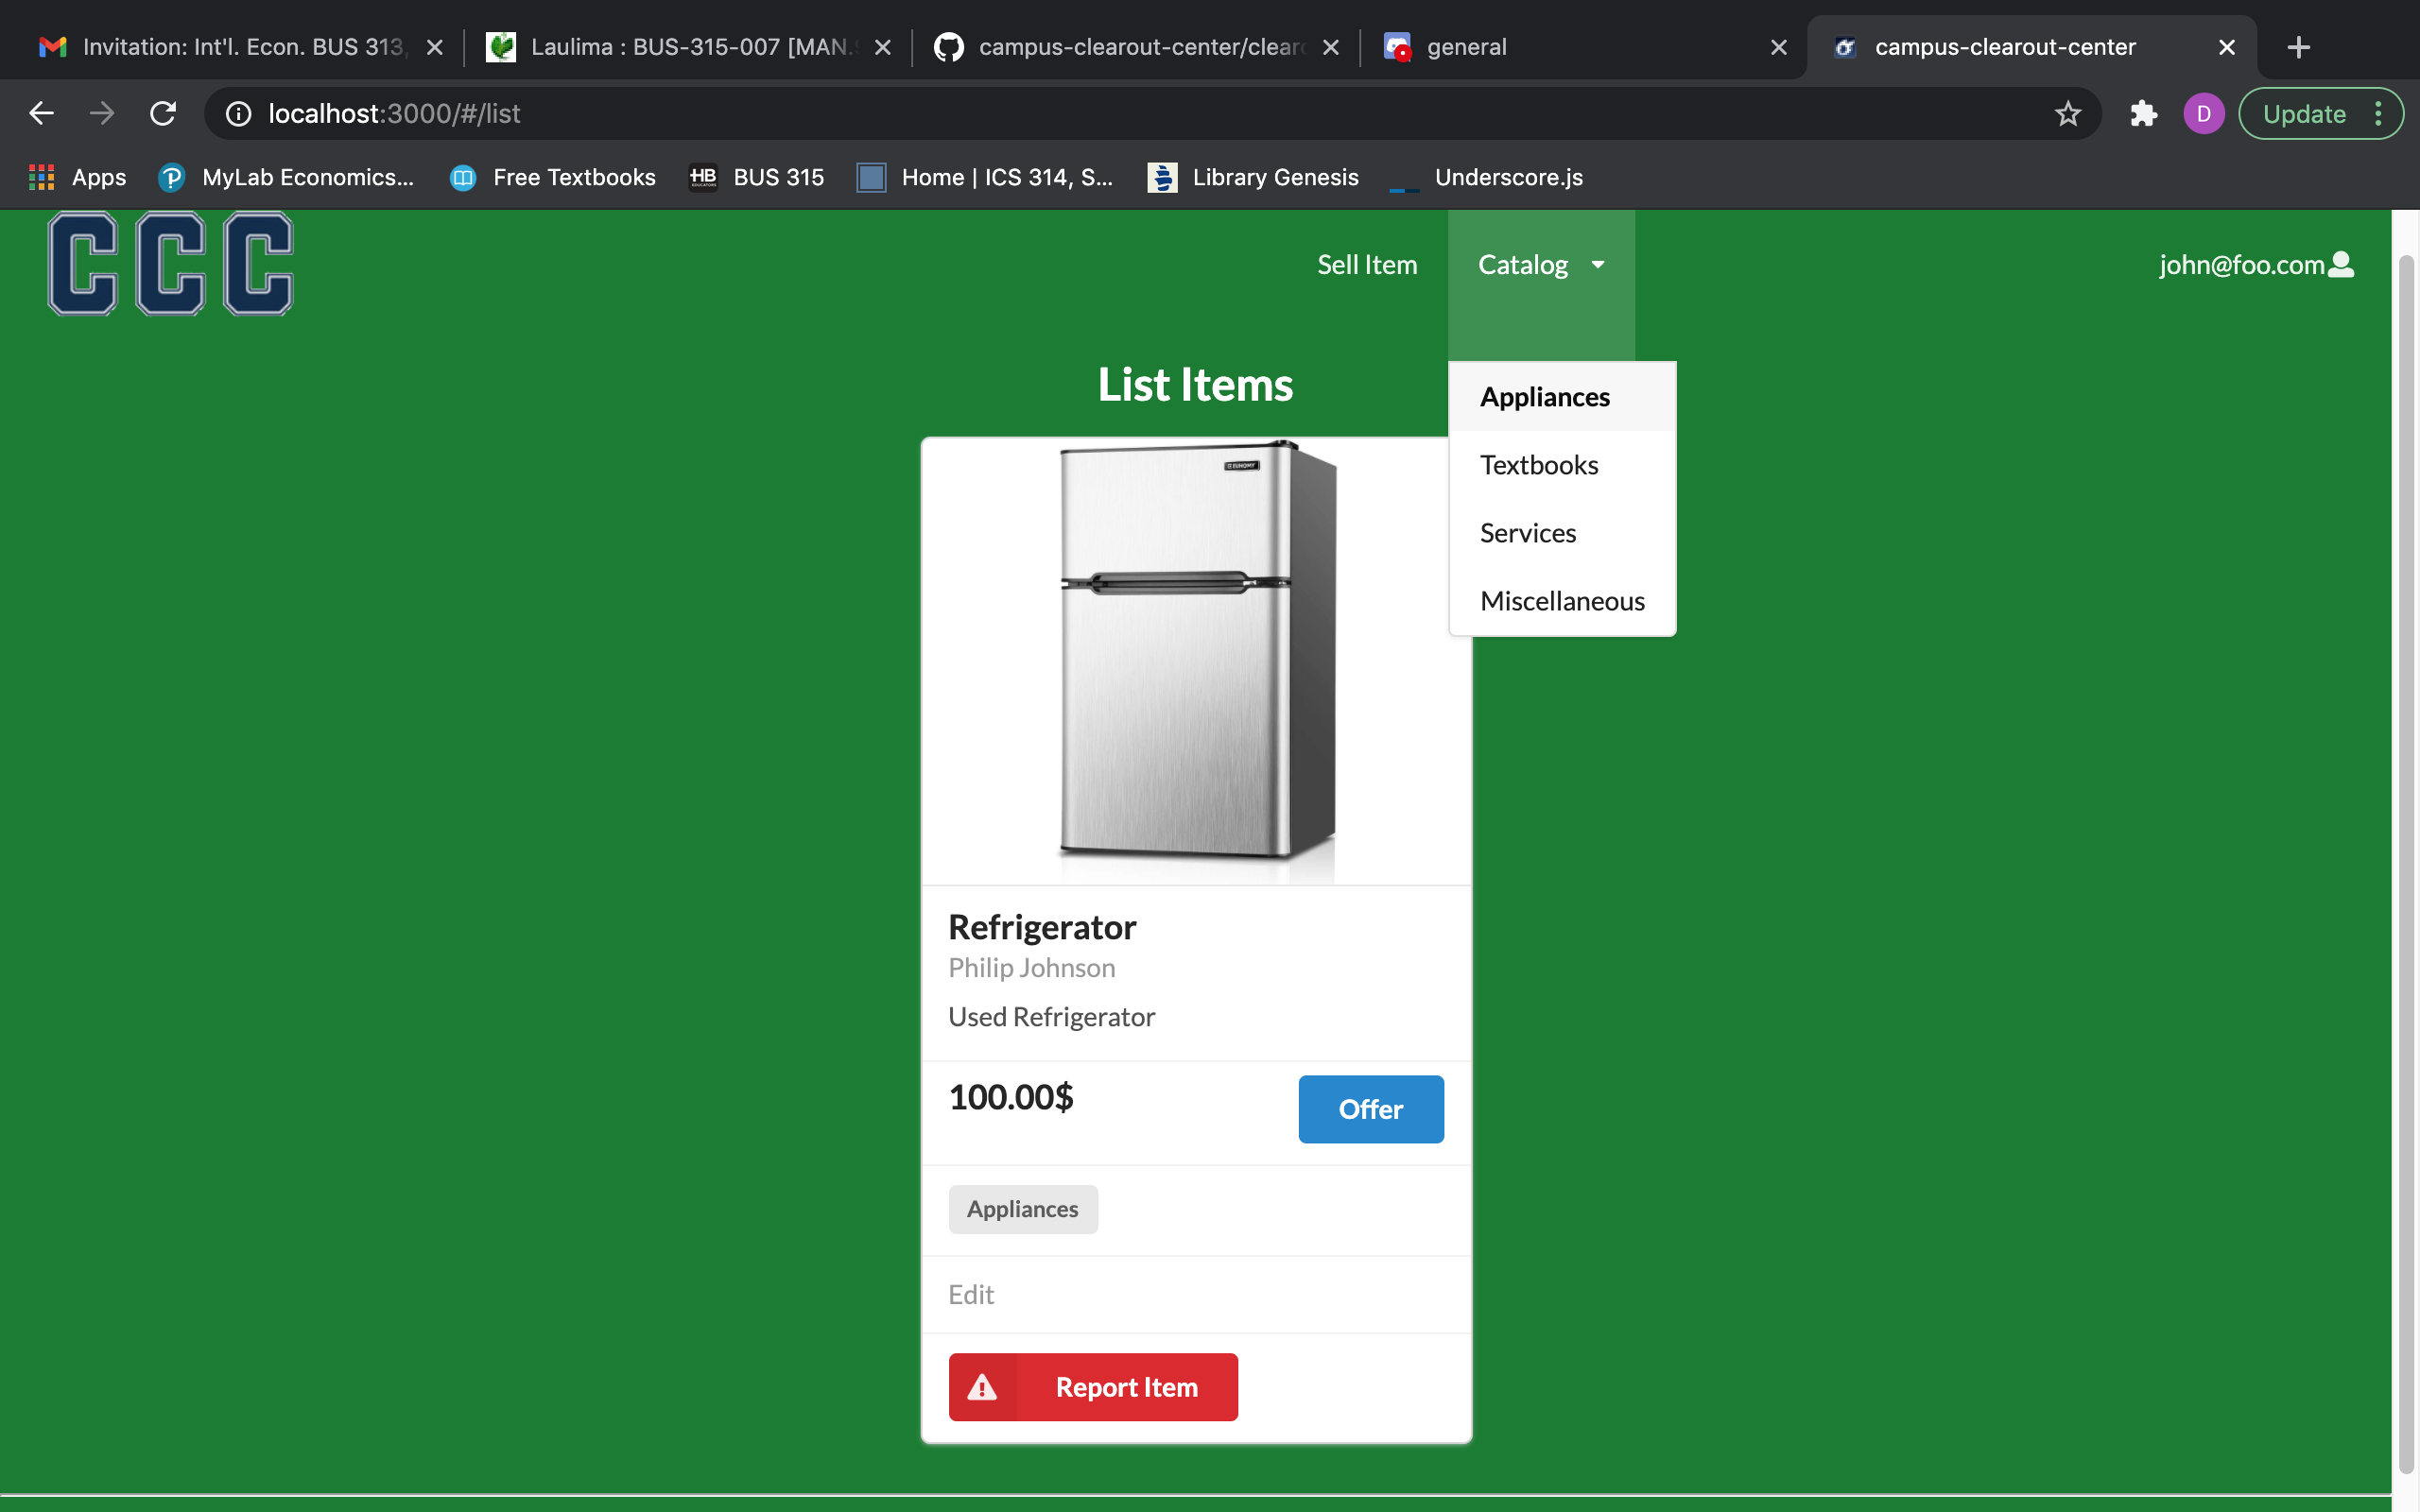 Invitation: Int'l. Econ. BUS 313,
Laulima : BUS-315-007 [MAN.
campus-clearout-center/clear
general
campus-clearout-center
localhost:3000/#/list
D
Update
Apps
MyLab Economics...
Free Textbooks
HB
BUS 315
Home | ICS 314, S...
Library Genesis
Underscore.js
CCC
Sell Item
Catalog
john@foo.com
List Items
Appliances
Textbooks
Services
Miscellaneous
EUHOMY
Refrigerator
Philip Johnson
Used Refrigerator
100.00$
Offer
Appliances
Edit
Report Item